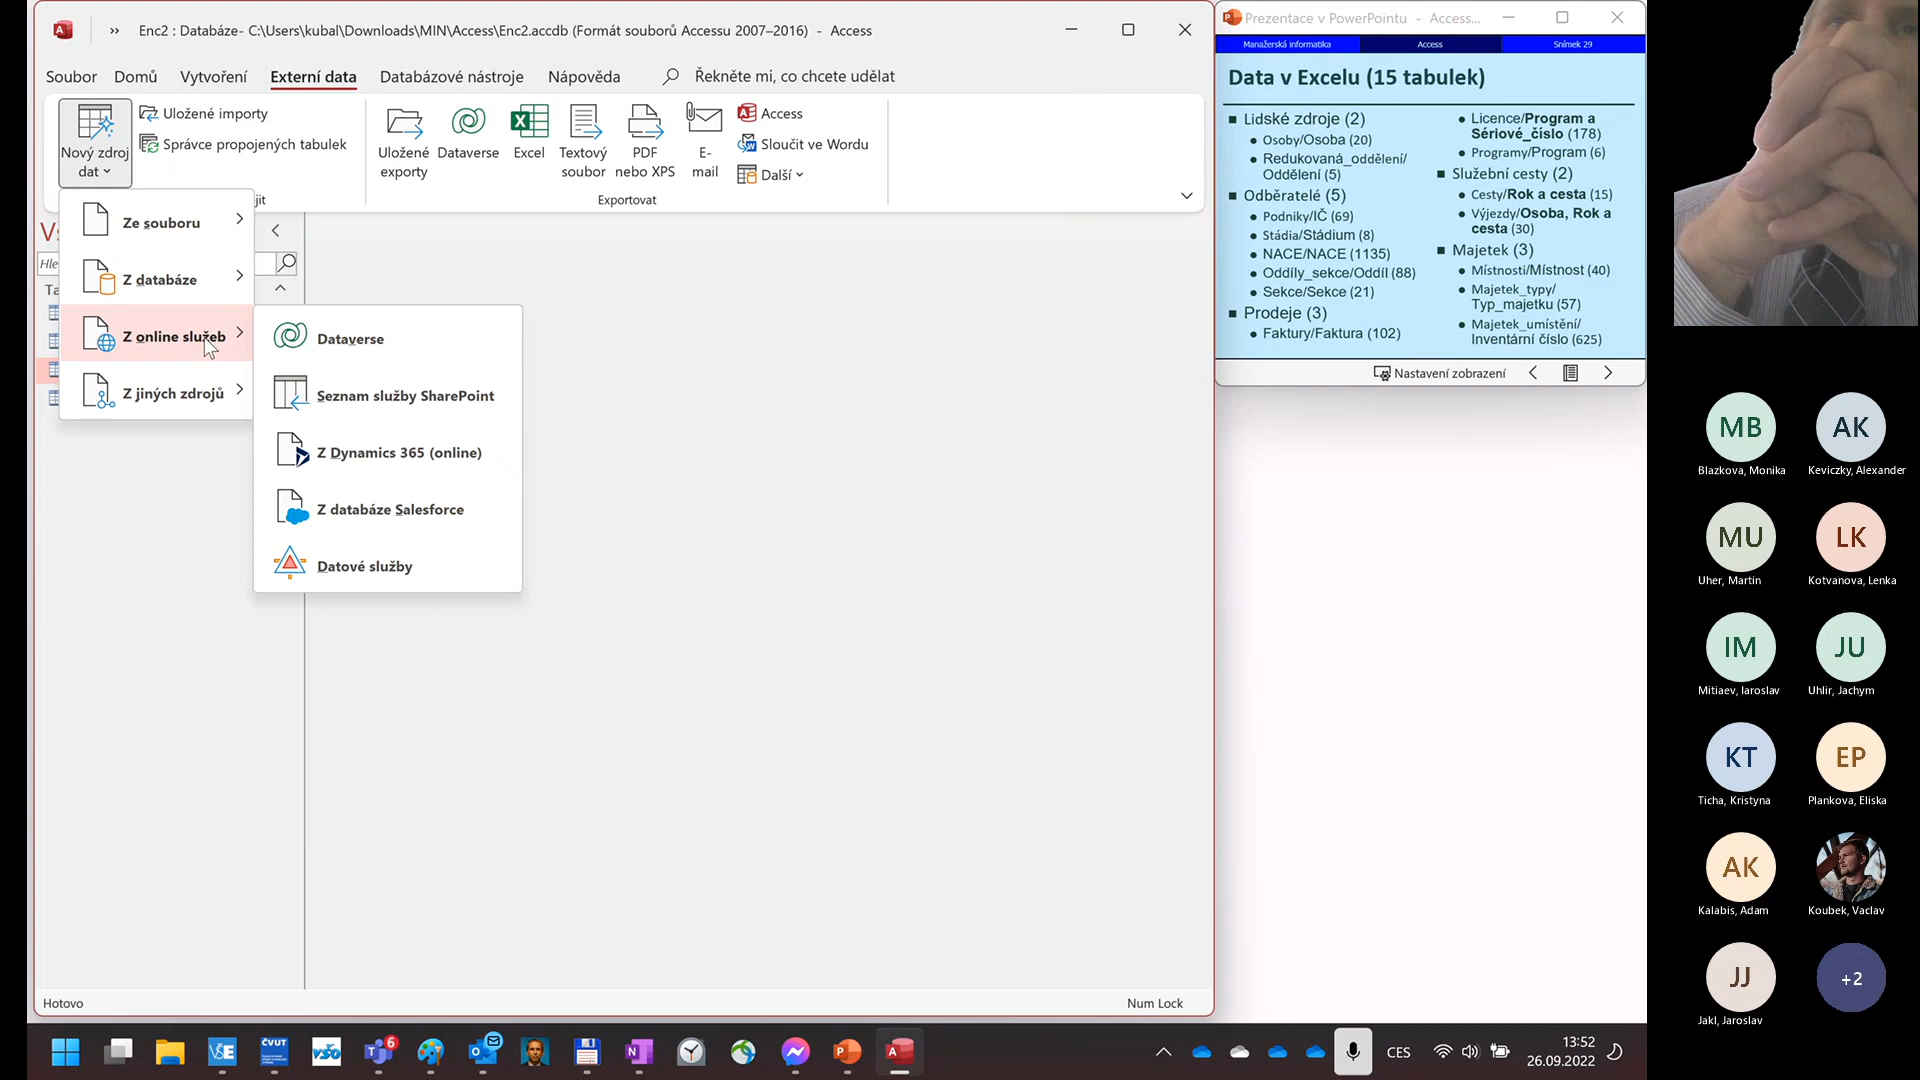 Enc2 : Databáze- C:\Users\kubal\Downloads\MIN\Access\Enc2.accdb (Formát souborů Accessu 2007–2016) - Access
Soubor Domů Vytvoření Externí data Databázové nástroje Nápověda Řekněte mi, co chcete udělat
Nový zdroj
dat
Uložené importy
Správce propojených tabulek
jit
Uložené
exporty
Dataverse
Excel
Textový
soubor
PDF
nebo XPS
E-
mail
Access
Sloučit ve Wordu
Další
Exportovat
Ze souboru
Z databáze
Z online služeb
Z jiných zdrojů
Vš
Hle
Ta
Dataverse
Seznam služby SharePoint
Z Dynamics 365 (online)
Z databáze Salesforce
Datové služby
Hotovo
Num Lock
Prezentace v PowerPointu - Access...
Manažerská informatika Access Snímek 29
Data v Excelu (15 tabulek)
Lidské zdroje (2)
Osoby/Osoba (20)
Redukovaná_oddělení/
Oddělení (5)
Odběratelé (5)
Podniky/IČ (69)
Stádia/Stádium (8)
NACE/NACE (1135)
Oddíly_sekce/Oddíl (88)
Sekce/Sekce (21)
Prodeje (3)
Faktury/Faktura (102)
Licence/Program a
Sériové_číslo (178)
Programy/Program (6)
Služební cesty (2)
Cesty/Rok a cesta (15)
Výjezdy/Osoba, Rok a
cesta (30)
Majetek (3)
Místnosti/Místnost (40)
Majetek_typy/
Typ_majetku (57)
Majetek_umístění/
Inventární číslo (625)
Nastavení zobrazení
MB
Blazkova, Monika
AK
Keviczky, Alexander
MU
Uher, Martin
LK
Kotvanova, Lenka
IM
Mitiaev, Iaroslav
JU
Uhlir, Jachym
KT
Ticha, Kristyna
EP
Plankova, Eliska
AK
Kalabis, Adam
Koubek, Vaclav
JJ
Jakl, Jaroslav
+2
ČVUT
6
CES
13:52
26.09.2022